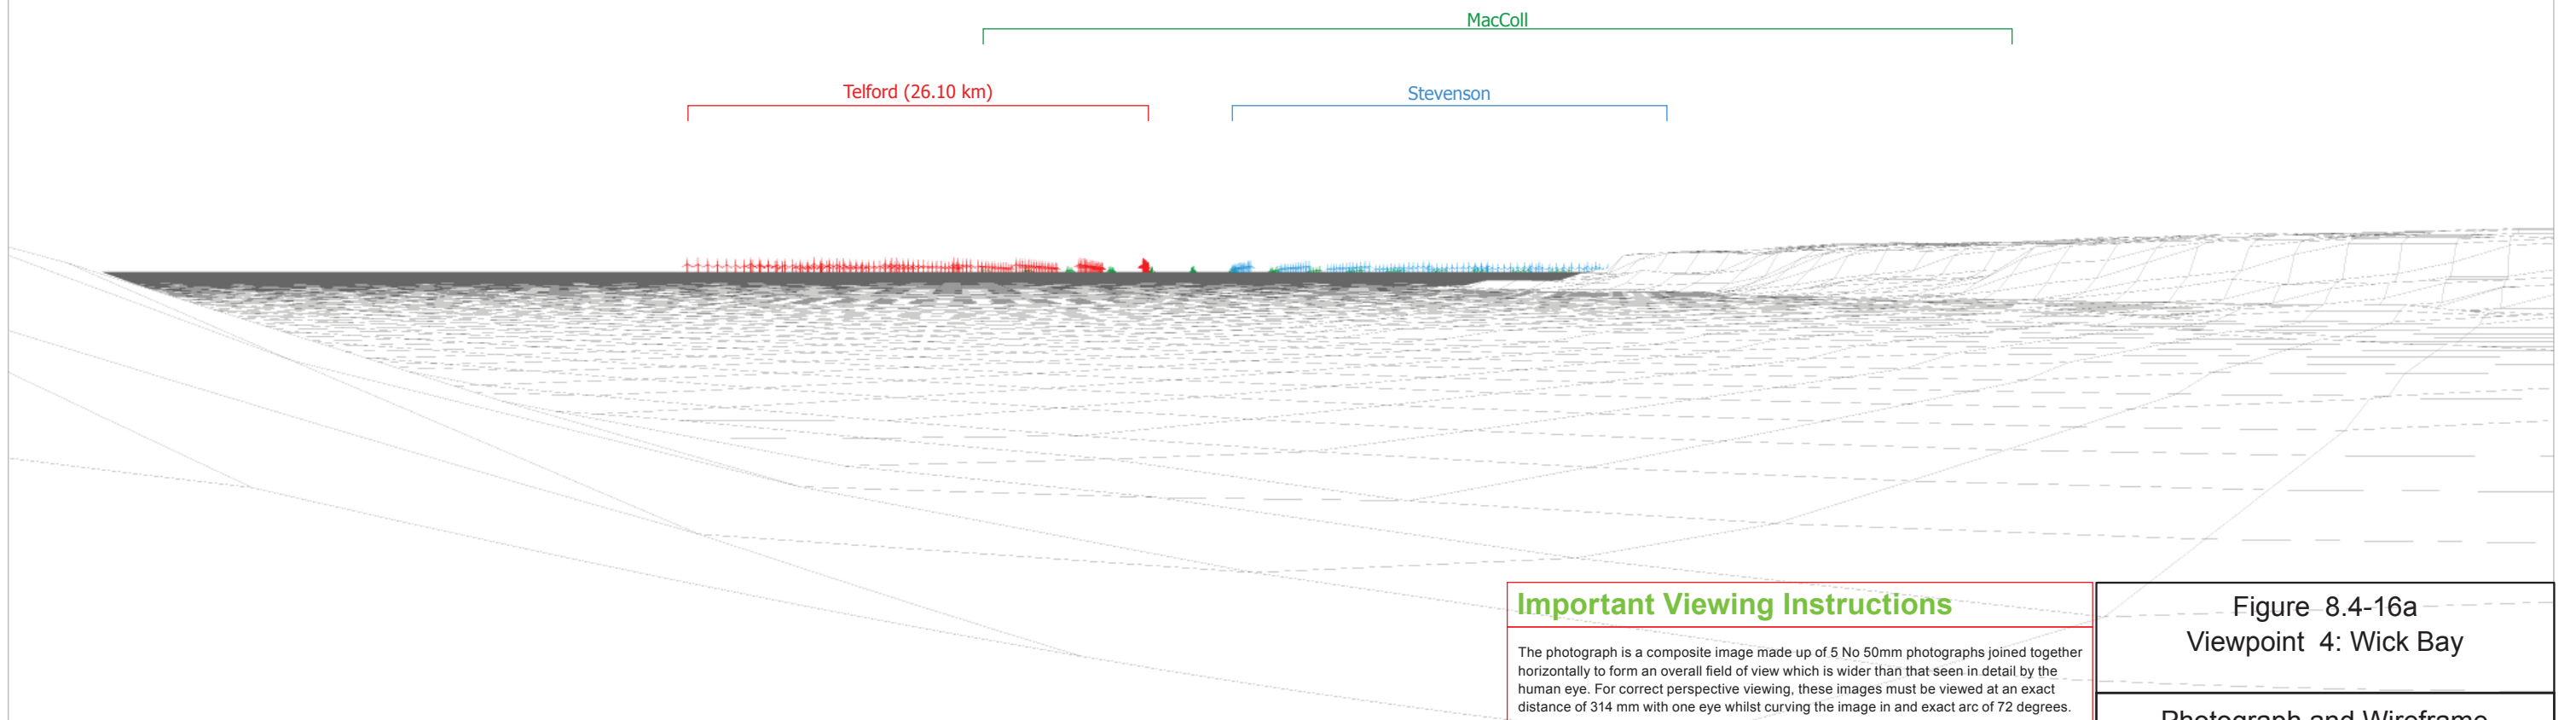 MacColl
Telford (26.10 km)
Stevenson
Important Viewing Instructions
The photograph is a composite image made up of 5 No 50mm photographs joined together
horizontally to form an overall field of view which is wider than that seen in detail by the
human eye. For correct perspective viewing, these images must be viewed at an exact
distance of 314 mm with one eye whilst curving the image in and exact arc of 72 degrees.
Figure 8.4-16a
Viewpoint 4: Wick Bay
Photograph and Wireframe